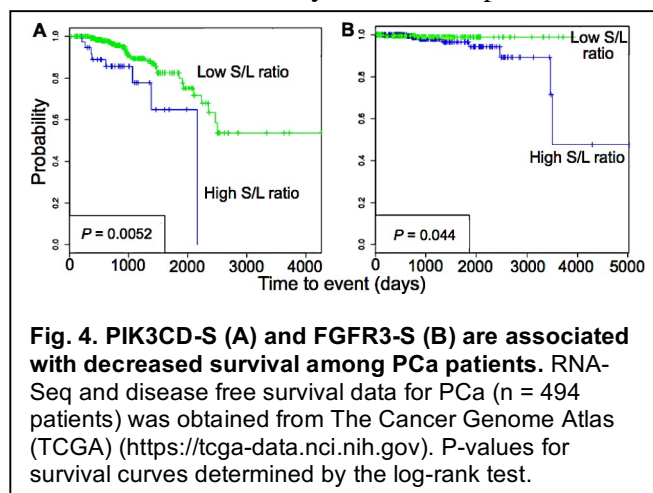 A
B
Low S/L ratio
Low S/L
ratio
High S/L ratio
High S/L ratio
Probability
1.0
0.8
0.6
0.4
0.2
0.0
1.0
0.8
0.6
0.4
0.2
0.0
P = 0.0052
P = 0.044
0 1000 2000 3000 4000
0 1000 2000 3000 4000 5000
Time to event (days)
Fig. 4. PIK3CD-S (A) and FGFR3-S (B) are associated
with decreased survival among PCa patients. RNA-
Seq and disease free survival data for PCa (n = 494
patients) was obtained from The Cancer Genome Atlas
(TCGA) (https://tcga-data.nci.nih.gov). P-values for
survival curves determined by the log-rank test.